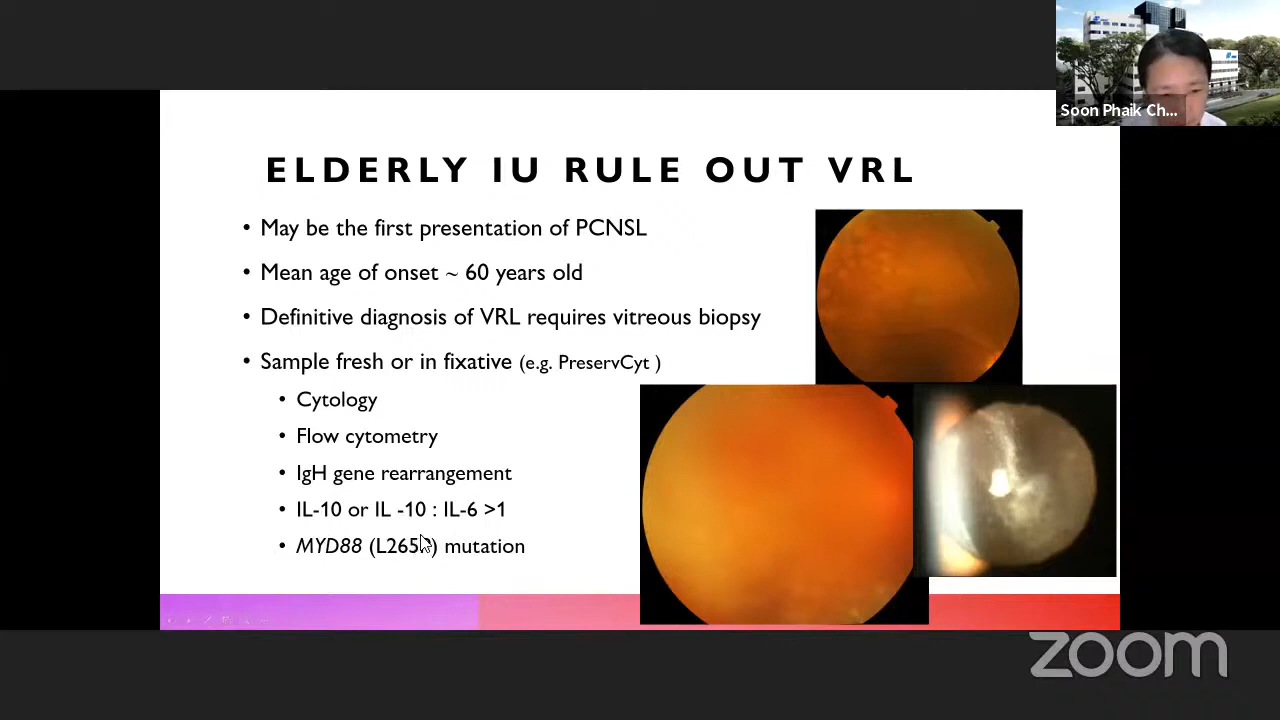 Soon Phaik Ch...
ELDERLY IU RULE OUT VRL
• May be the first presentation of PCNSL
• Mean age of onset ~ 60 years old
• Definitive diagnosis of VRL requires vitreous biopsy
• Sample fresh or in fixative (e.g. PreservCyt )
• Cytology
• Flow cytometry
• IgH gene rearrangement
• IL-10 or IL -10 : IL-6 >1
• MYD88 mutation
zoom